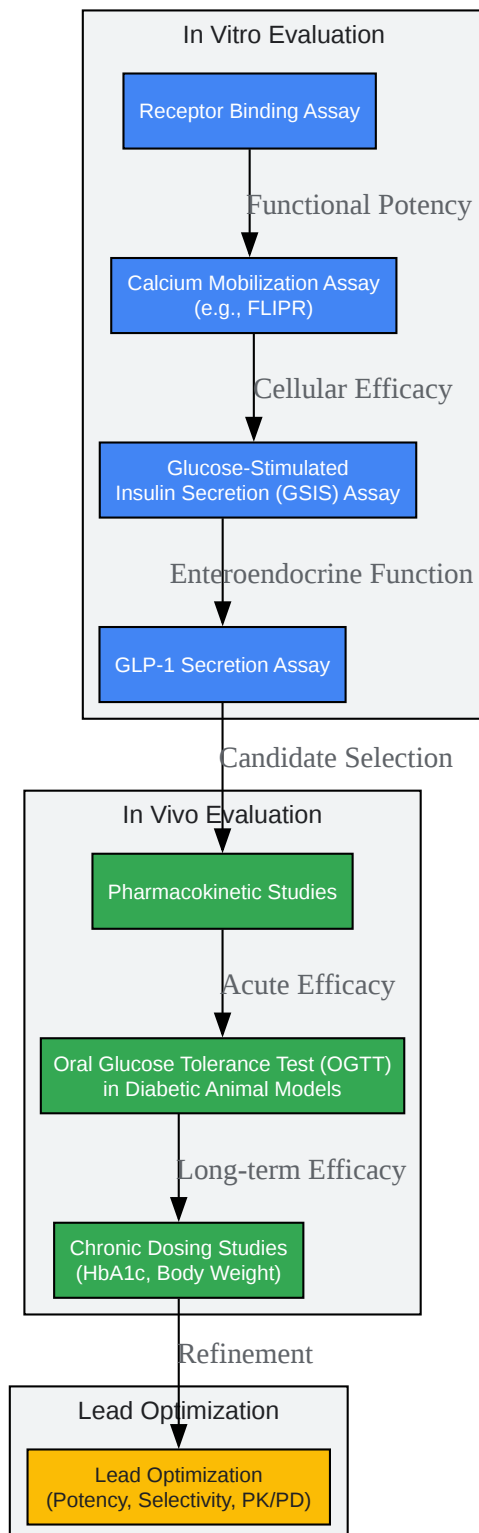 In Vitro Evaluation
Receptor Binding Assay
Functional Potency
Calcium Mobilization Assay
(e.g., FLIPR)
Cellular Efficacy
Glucose-Stimulated
Insulin Secretion (GSIS) Assay
Enteroendocrine Function
GLP-1 Secretion Assay
Candidate Selection
In Vivo Evaluation
Pharmacokinetic Studies
Acute Efficacy
Oral Glucose Tolerance Test (OGTT)
in Diabetic Animal Models
Long-term Efficacy
Chronic Dosing Studies
(HbA1c, Body Weight)
Refinement
Lead Optimization
Lead Optimization
(Potency, Selectivity, PK/PD)